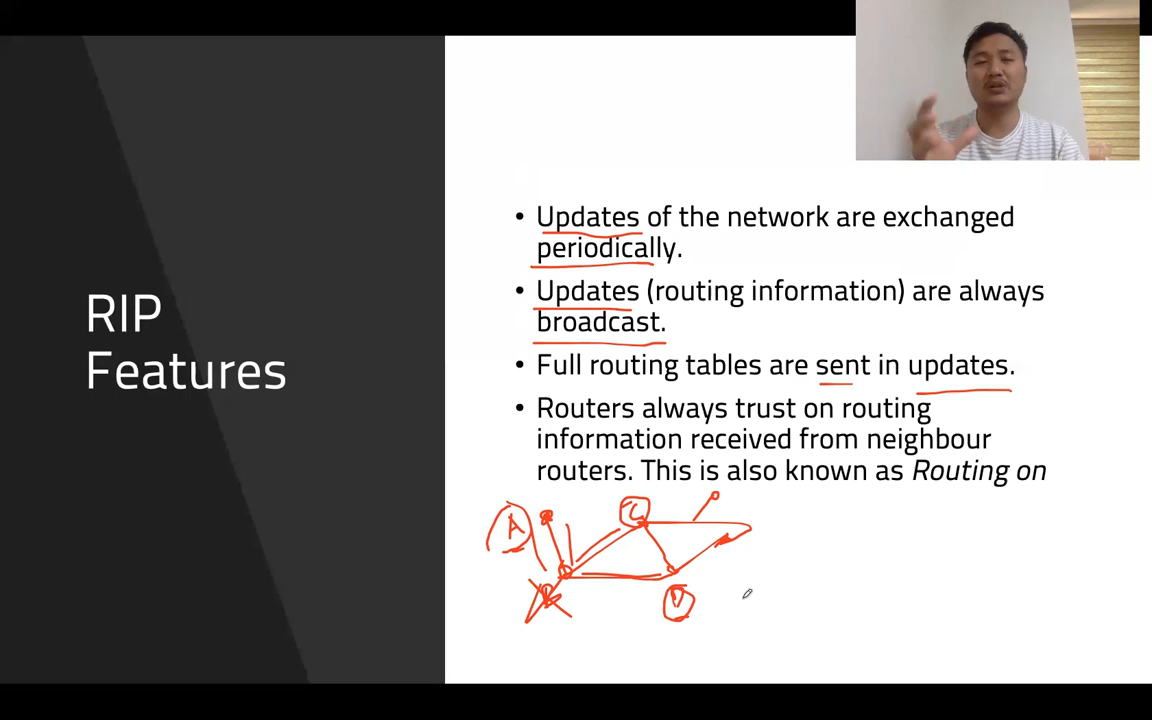 RIP
Features
• Updates of the network are exchanged
periodically.
• Updates (routing information) are always
broadcast.
• Full routing tables are sent in updates.
• Routers always trust on routing
information received from neighbour
routers. This is also known as Routing on
A
C
D